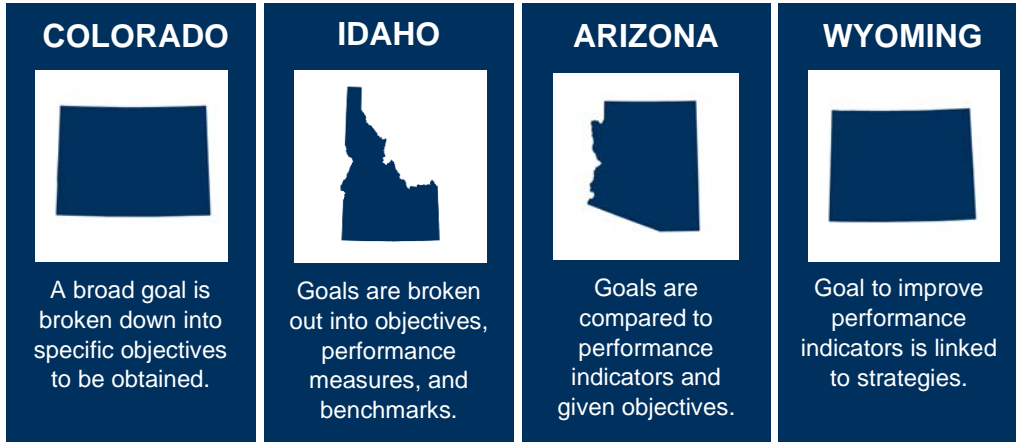 COLORADO
A broad goal is
broken down into
specific objectives
to be obtained.
IDAHO
Goals are broken
out into objectives,
performance
measures, and
benchmarks.
ARIZONA
Goals are
compared to
performance
indicators and
given objectives.
WYOMING
Goal to improve
performance
indicators is linked
to strategies.